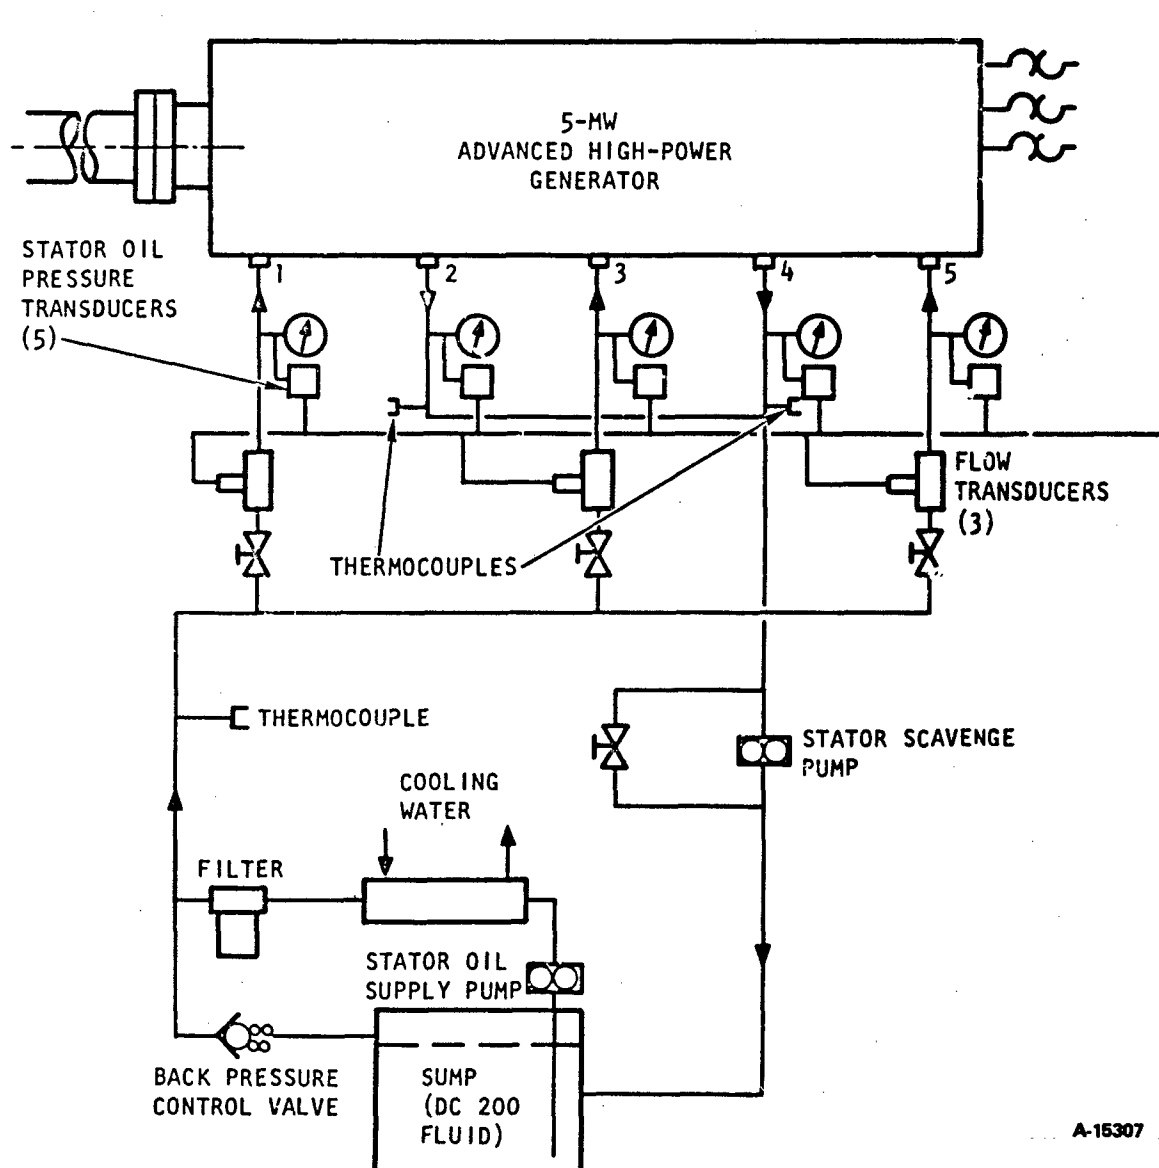 5-MW
ADVANCED HIGH-POWER
GENERATOR
STATOR OIL
PRESSURE
TRANSDUCERS
(5)
1
2
3
4
5
FLOW
TRANSDUCERS
(3)
THERMOCOUPLES
THERMOCOUPLE
STATOR SCAVENGE
PUMP
COOLING
WATER
FILTER
STATOR OIL
SUPPLY PUMP
BACK PRESSURE
CONTROL VALVE
SUMP
(DC 200
FLUID)
A-15307